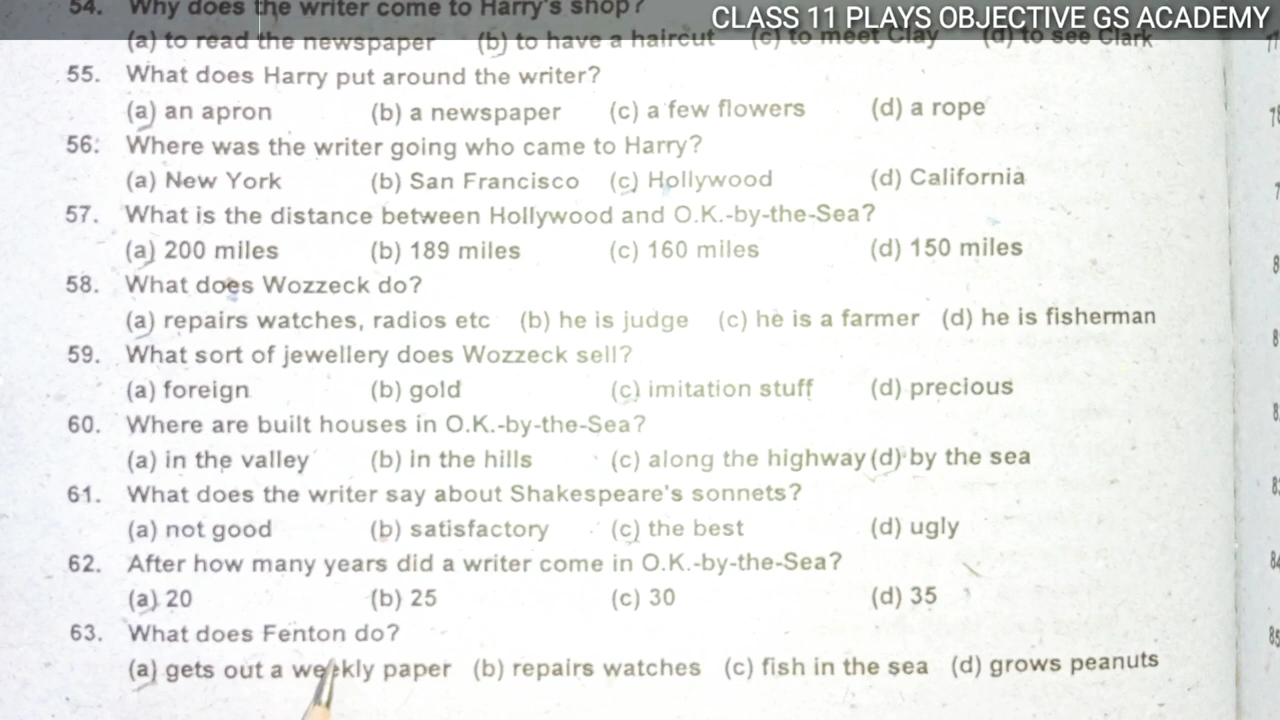 CLASS 11 PLAYS OBJECTIVE GS ACADEMY
54. Why does the writer come to Harry's shop?
(a) to read the newspaper (b) to have a haircut (c) to meet Clay (d) to see Clark
55. What does Harry put around the writer?
(a) an apron (b) a newspaper (c) a few flowers (d) a rope
56. Where was the writer going who came to Harry?
(a) New York (b) San Francisco (c) Hollywood (d) California
57. What is the distance between Hollywood and O.K.-by-the-Sea?
(a) 200 miles (b) 189 miles (c) 160 miles (d) 150 miles
58. What does Wozzeck do?
(a) repairs watches, radios etc (b) he is judge (c) he is a farmer (d) he is fisherman
59. What sort of jewellery does Wozzeck sell?
(a) foreign (b) gold (c) imitation stuff (d) precious
60. Where are built houses in O.K.-by-the-Sea?
(a) in the valley (b) in the hills (c) along the highway (d) by the sea
61. What does the writer say about Shakespeare's sonnets?
(a) not good (b) satisfactory (c) the best (d) ugly
62. After how many years did a writer come in O.K.-by-the-Sea?
(a) 20 (b) 25 (c) 30 (d) 35
63. What does Fenton do?
(a) gets out a weekly paper (b) repairs watches (c) fish in the sea (d) grows peanuts